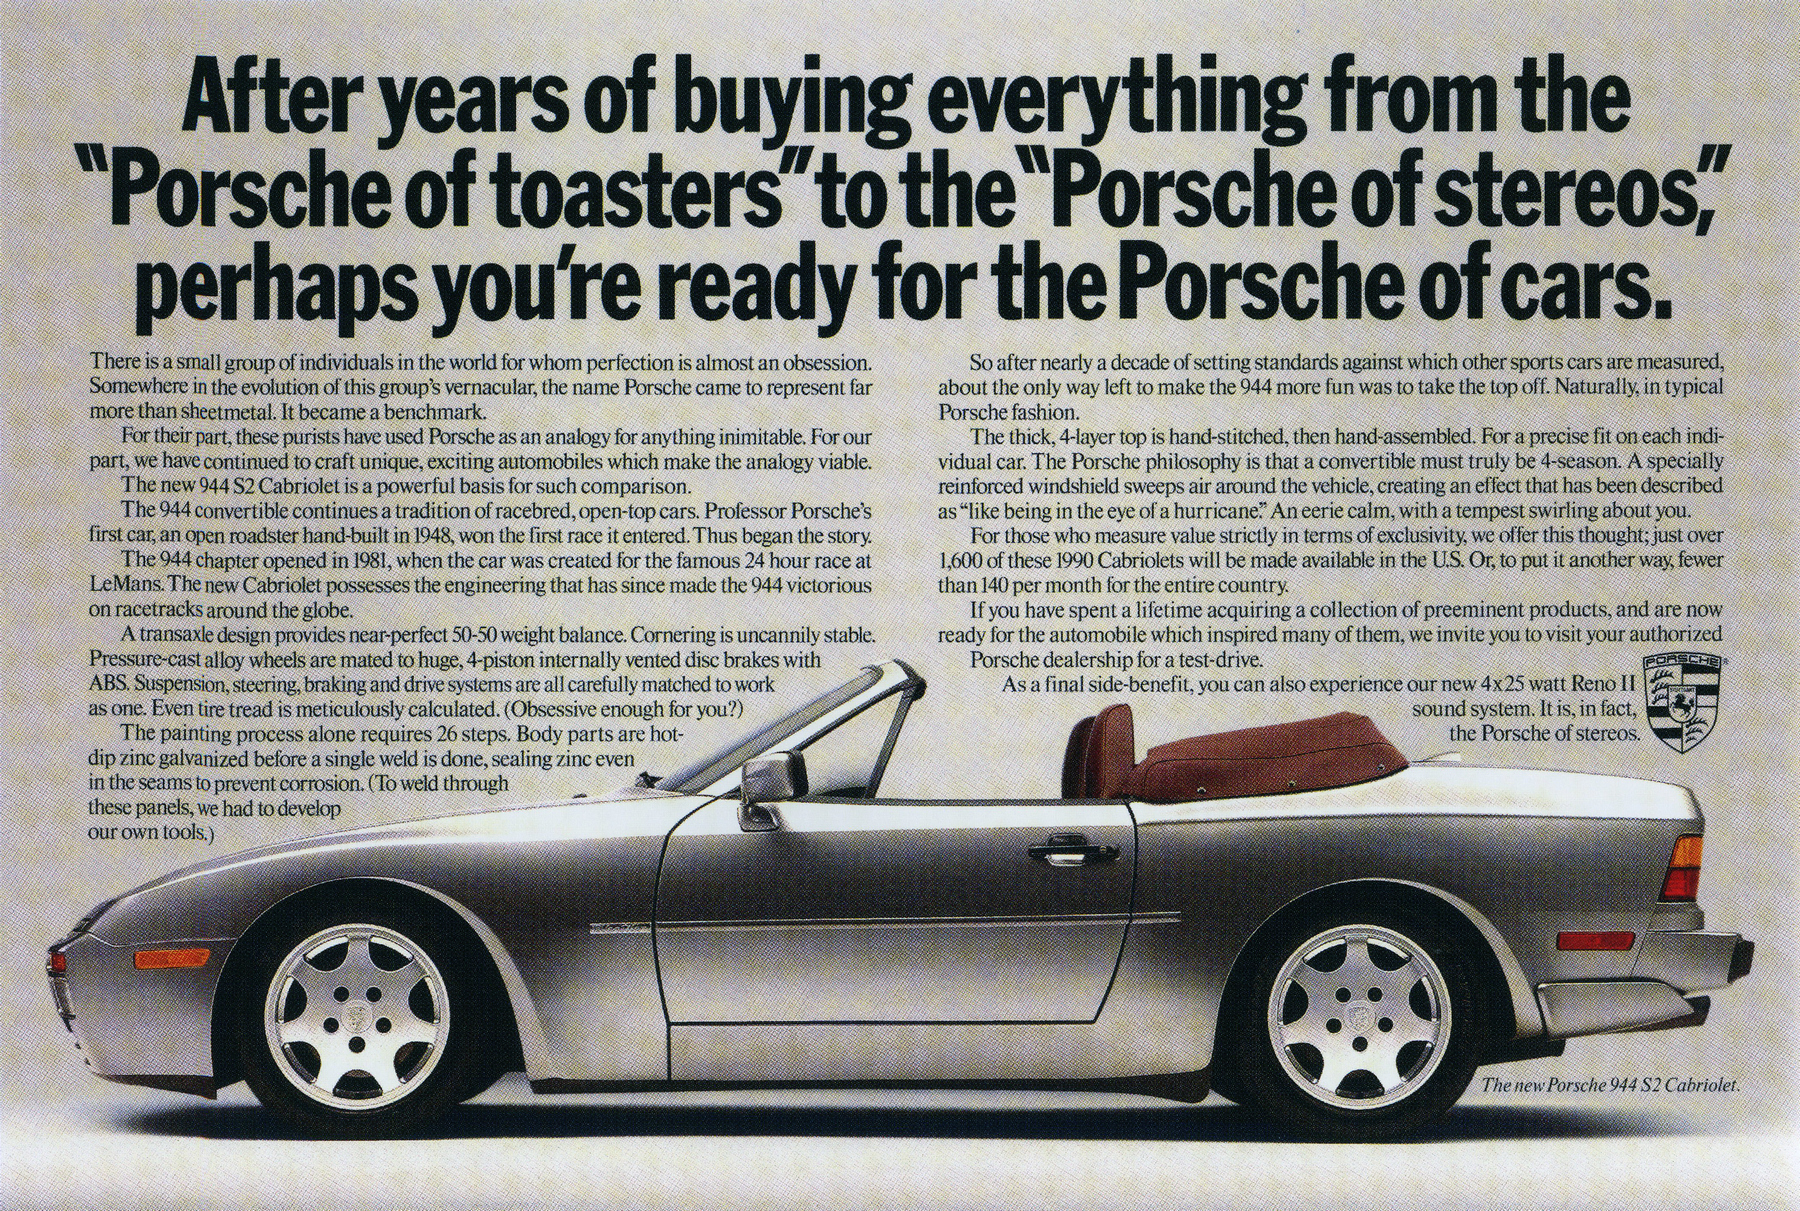 After years of buying everything from the
"Porsche of toasters" to the "Porsche of stereos,"
perhaps you're ready for the Porsche of cars.
There is a small group of individuals in the world for whom perfection is almost an obsession.
Somewhere in the evolution of this group's vernacular, the name Porsche came to represent far
more than sheetmetal. It became a benchmark.
For their part, these purists have used Porsche as an analogy for anything inimitable. For our
part, we have continued to craft unique, exciting automobiles which make the analogy viable.
The new 944 S2 Cabriolet is a powerful basis for such comparison.
The 944 convertible continues a tradition of racebred, open-top cars. Professor Porsche's
first car, an open roadster hand-built in 1948, won the first race it entered. Thus began the story.
The 944 chapter opened in 1981, when the car was created for the famous 24 hour race at
LeMans. The new Cabriolet possesses the engineering that has since made the 944 victorious
on racetracks around the globe.
A transaxle design provides near-perfect 50-50 weight balance. Cornering is uncannily stable.
Pressure-cast alloy wheels are mated to huge, 4-piston internally vented disc brakes with
ABS. Suspension, steering, braking and drive systems are all carefully matched to work
as one. Even tire tread is meticulously calculated. (Obsessive enough for you?)
The painting process alone requires 26 steps. Body parts are hot-
dip zinc galvanized before a single weld is done, sealing zinc even
in the seams to prevent corrosion. (To weld through
these panels, we had to develop
our own tools.)
So after nearly a decade of setting standards against which other sports cars are measured,
about the only way left to make the 944 more fun was to take the top off. Naturally, in typical
Porsche fashion.
The thick, 4-layer top is hand-stitched, then hand-assembled. For a precise fit on each indi-
vidual car. The Porsche philosophy is that a convertible must truly be 4-season. A specially
reinforced windshield sweeps air around the vehicle, creating an effect that has been described
as "like being in the eye of a hurricane." An eerie calm, with a tempest swirling about you.
For those who measure value strictly in terms of exclusivity, we offer this thought; just over
1,600 of these 1990 Cabriolets will be made available in the U.S. Or, to put it another way, fewer
than 140 per month for the entire country.
If you have spent a lifetime acquiring a collection of preeminent products, and are now
ready for the automobile which inspired many of them, we invite you to visit your authorized
Porsche dealership for a test-drive.
As a final side-benefit, you can also experience our new 4x25 watt Reno II
sound system. It is, in fact,
the Porsche of stereos.
PORSCHE®
The new Porsche 944 S2 Cabriolet.